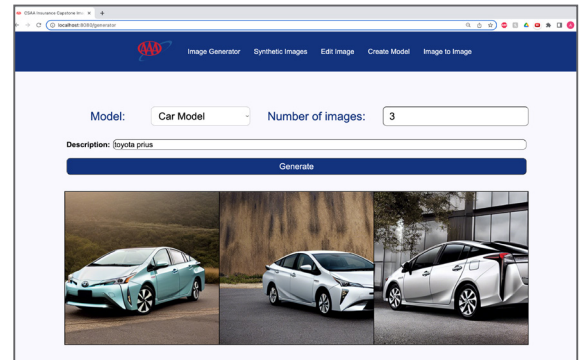 CSAA Insurance Capstone Im
localhost:8080/generator
AAA Image Generator Synthetic Images Edit Image Create Model Image to Image
Model: Car Model Number of images: 3
Description: toyota prius
Generate